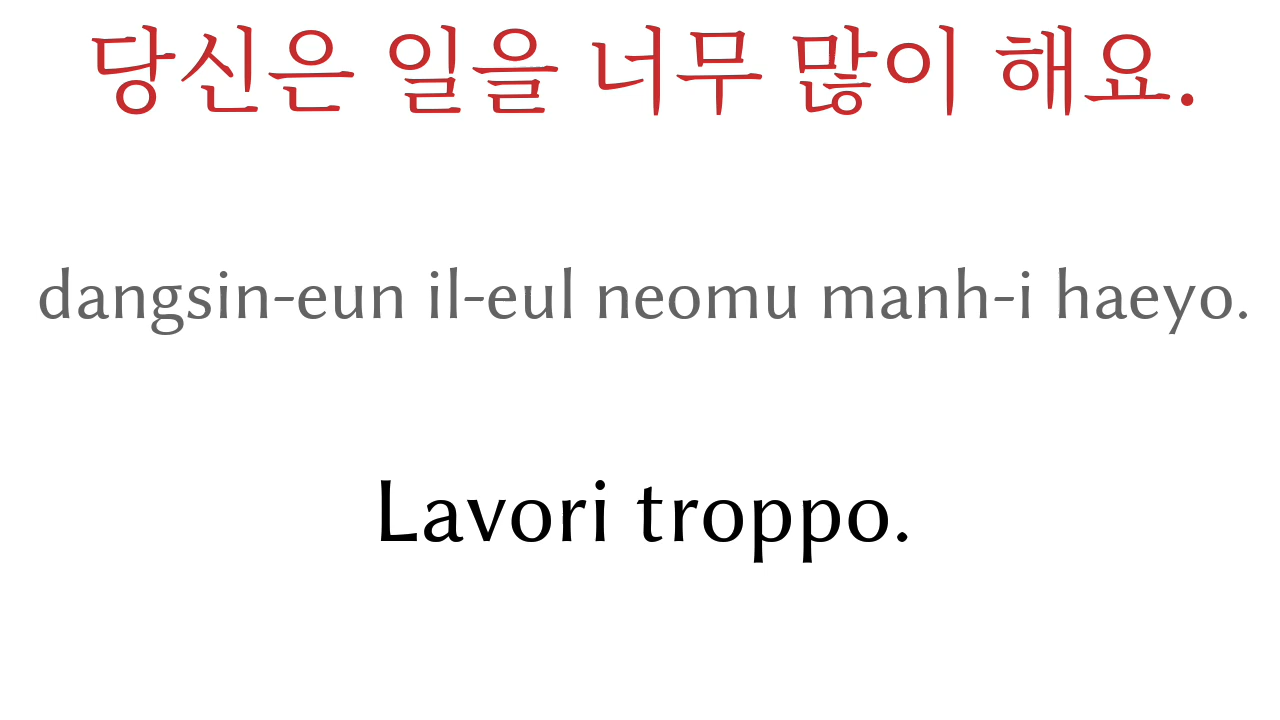 당신은 일을 너무 많이 해요.
dangsin-eun il-eul neomu manh-i haeyo.
Lavori troppo.